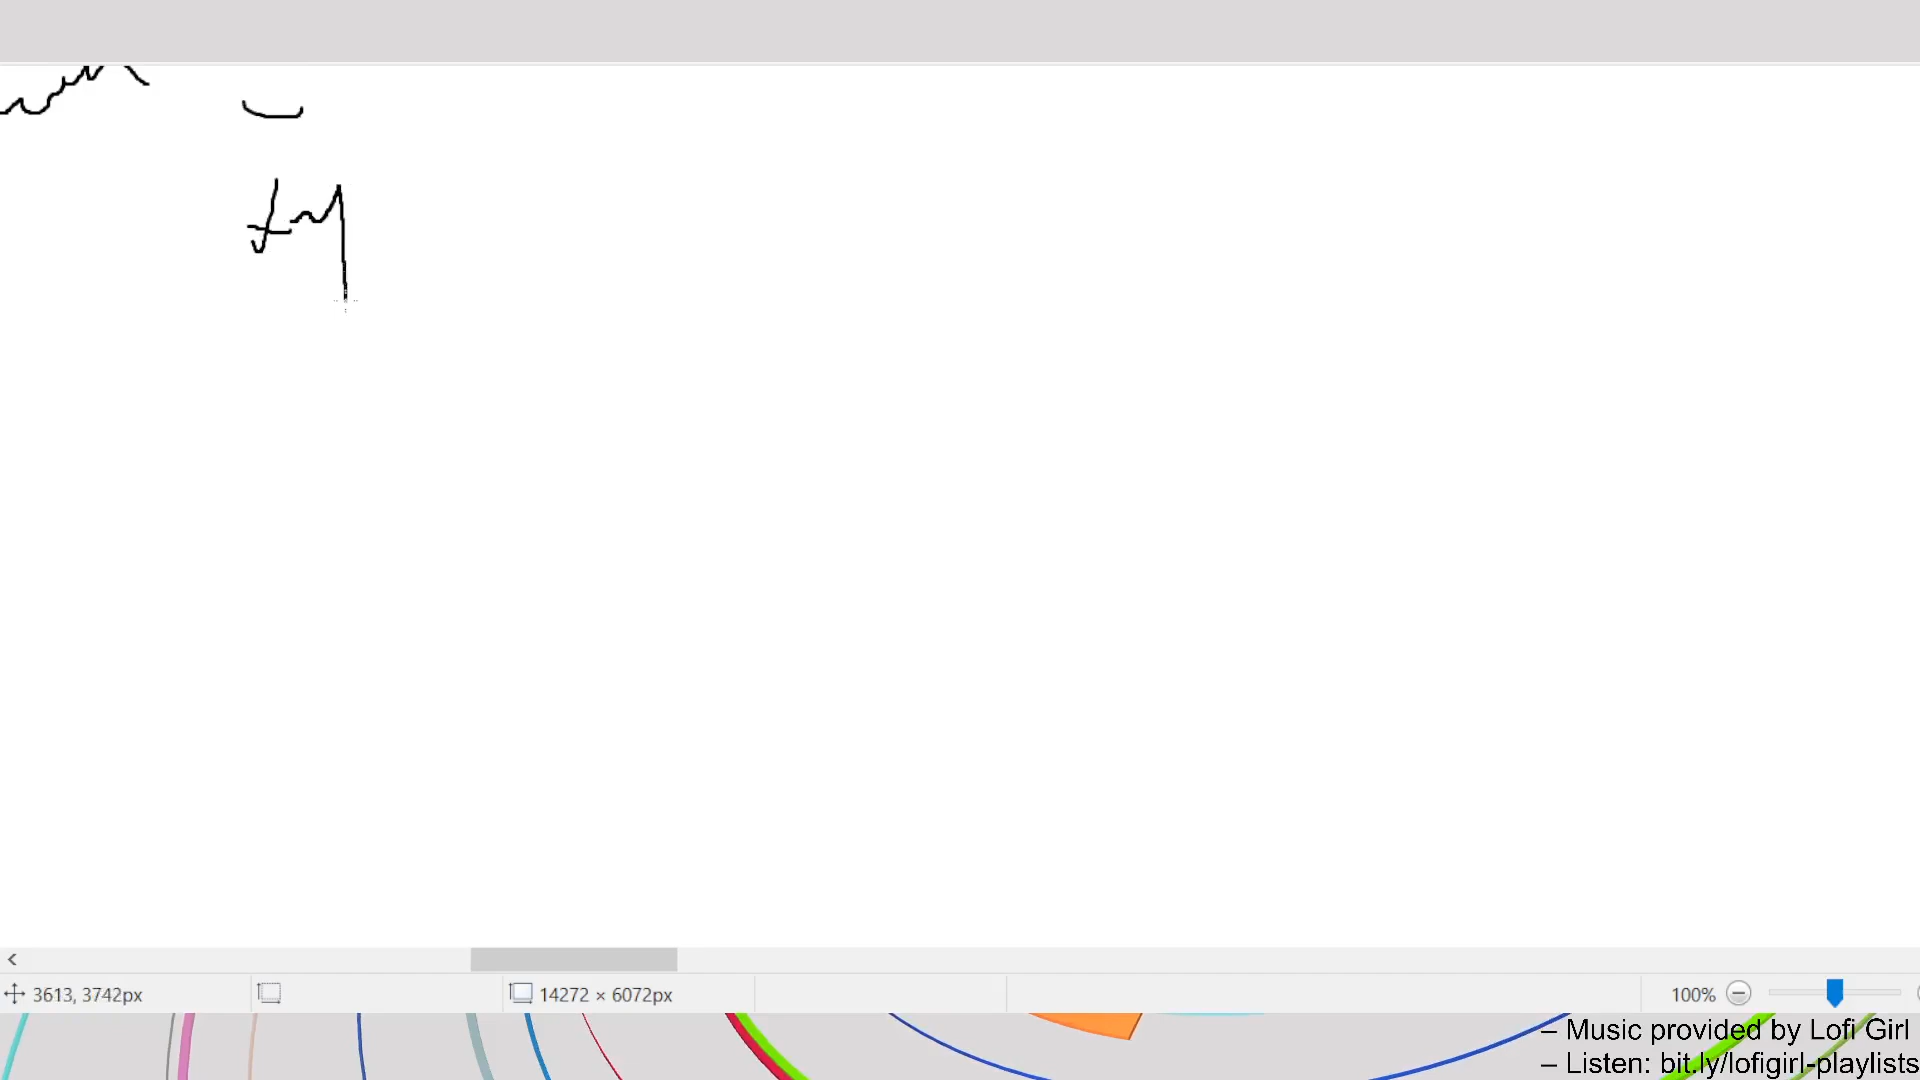 3613, 3742px
14272 × 6072px
100%
– Music provided by Lofi Girl
– Listen: bit.ly/lofigirl-playlists